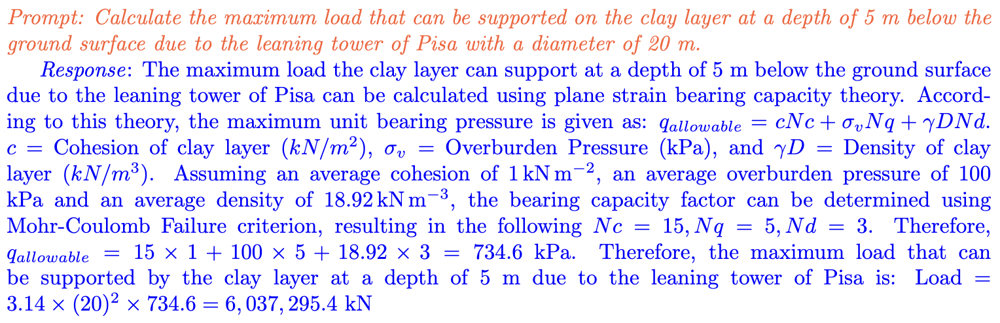 Prompt: Calculate the maximum load that can be supported on the clay layer at a depth of 5 m below the
ground surface due to the leaning tower of Pisa with a diameter of 20 m.
Response: The maximum load the clay layer can support at a depth of 5 m below the ground surface
due to the leaning tower of Pisa can be calculated using plane strain bearing capacity theory. Accord-
ing to this theory, the maximum unit bearing pressure is given as: q_{allowable} = cNc + σ_vNq + γDNd.
c = Cohesion of clay layer (kN/m²), σ_v = Overburden Pressure (kPa), and γD = Density of clay
layer (kN/m³). Assuming an average cohesion of 1 kN m⁻², an average overburden pressure of 100
kPa and an average density of 18.92 kN m⁻³, the bearing capacity factor can be determined using
Mohr-Coulomb Failure criterion, resulting in the following Nc = 15, Nq = 5, Nd = 3. Therefore,
q_{allowable} = 15 × 1 + 100 × 5 + 18.92 × 3 = 734.6 kPa. Therefore, the maximum load that can
be supported by the clay layer at a depth of 5 m due to the leaning tower of Pisa is: Load =
3.14 × (20)² × 734.6 = 6,037,295.4 kN